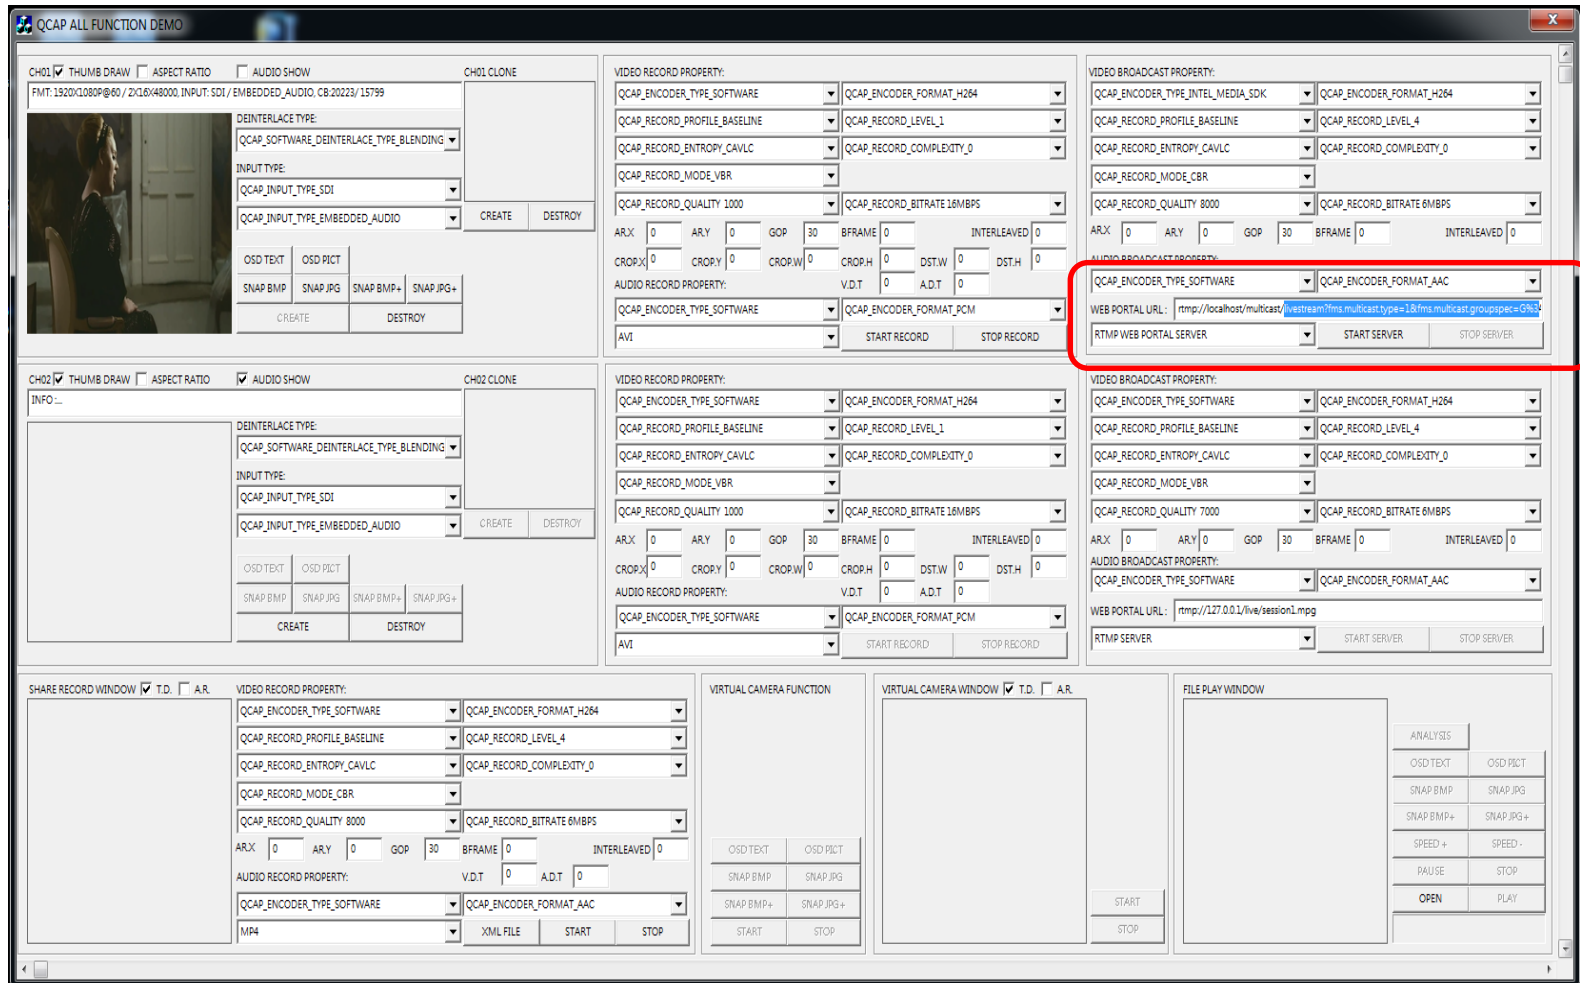 QCAP ALL FUNCTION DEMO
CH01 THUMB DRAW ASPECT RATIO AUDIO SHOW CH01 CLONE
FMT: 1920X1080P@60 / 2X16X48000, INPUT: SDI / EMBEDDED_AUDIO, CB:20223/ 15799
DEINTERLACE TYPE:
QCAP_SOFTWARE_DEINTERLACE_TYPE_BLENDING
INPUT TYPE:
QCAP_INPUT_TYPE_SDI
QCAP_INPUT_TYPE_EMBEDDED_AUDIO CREATE DESTROY
OSD TEXT OSD PICT
SNAP BMP SNAP JPG SNAP BMP+ SNAP JPG+
CREATE DESTROY
VIDEO RECORD PROPERTY:
QCAP_ENCODER_TYPE_SOFTWARE QCAP_ENCODER_FORMAT_H264
QCAP_RECORD_PROFILE_BASELINE QCAP_RECORD_LEVEL_1
QCAP_RECORD_ENTROPY_CAVLC QCAP_RECORD_COMPLEXITY_0
QCAP_RECORD_MODE_VBR
QCAP_RECORD_QUALITY 1000 QCAP_RECORD_BITRATE 16MBPS
AR.X 0 AR.Y 0 GOP 30 BFRAME 0 INTERLEAVED 0
CROP.X 0 CROP.Y 0 CROP.W 0 CROP.H 0 DST.W 0 DST.H 0
AUDIO RECORD PROPERTY: V.D.T 0 A.D.T 0
QCAP_ENCODER_TYPE_SOFTWARE QCAP_ENCODER_FORMAT_PCM
AVI START RECORD STOP RECORD
VIDEO BROADCAST PROPERTY:
QCAP_ENCODER_TYPE_INTEL_MEDIA_SDK QCAP_ENCODER_FORMAT_H264
QCAP_RECORD_PROFILE_BASELINE QCAP_RECORD_LEVEL_4
QCAP_RECORD_ENTROPY_CAVLC QCAP_RECORD_COMPLEXITY_0
QCAP_RECORD_MODE_CBR
QCAP_RECORD_QUALITY 8000 QCAP_RECORD_BITRATE 6MBPS
AR.X 0 AR.Y 0 GOP 30 BFRAME 0 INTERLEAVED 0
AUDIO BROADCAST PROPERTY:
QCAP_ENCODER_TYPE_SOFTWARE QCAP_ENCODER_FORMAT_AAC
WEB PORTAL URL : rtmp://localhost/multicast/livestream?fms.multicast.type=1&fms.multicast.groupspec=G%3
RTMP WEB PORTAL SERVER START SERVER STOP SERVER
CH02 THUMB DRAW ASPECT RATIO AUDIO SHOW CH02 CLONE
INFO :...
DEINTERLACE TYPE:
QCAP_SOFTWARE_DEINTERLACE_TYPE_BLENDING
INPUT TYPE:
QCAP_INPUT_TYPE_SDI
QCAP_INPUT_TYPE_EMBEDDED_AUDIO CREATE DESTROY
OSD TEXT OSD PICT
SNAP BMP SNAP JPG SNAP BMP+ SNAP JPG+
CREATE DESTROY
VIDEO RECORD PROPERTY:
QCAP_ENCODER_TYPE_SOFTWARE QCAP_ENCODER_FORMAT_H264
QCAP_RECORD_PROFILE_BASELINE QCAP_RECORD_LEVEL_1
QCAP_RECORD_ENTROPY_CAVLC QCAP_RECORD_COMPLEXITY_0
QCAP_RECORD_MODE_VBR
QCAP_RECORD_QUALITY 1000 QCAP_RECORD_BITRATE 16MBPS
AR.X 0 AR.Y 0 GOP 30 BFRAME 0 INTERLEAVED 0
CROP.X 0 CROP.Y 0 CROP.W 0 CROP.H 0 DST.W 0 DST.H 0
AUDIO RECORD PROPERTY: V.D.T 0 A.D.T 0
QCAP_ENCODER_TYPE_SOFTWARE QCAP_ENCODER_FORMAT_PCM
AVI START RECORD STOP RECORD
VIDEO BROADCAST PROPERTY:
QCAP_ENCODER_TYPE_SOFTWARE QCAP_ENCODER_FORMAT_H264
QCAP_RECORD_PROFILE_BASELINE QCAP_RECORD_LEVEL_4
QCAP_RECORD_ENTROPY_CAVLC QCAP_RECORD_COMPLEXITY_0
QCAP_RECORD_MODE_VBR
QCAP_RECORD_QUALITY 7000 QCAP_RECORD_BITRATE 6MBPS
AR.X 0 AR.Y 0 GOP 30 BFRAME 0 INTERLEAVED 0
AUDIO BROADCAST PROPERTY:
QCAP_ENCODER_TYPE_SOFTWARE QCAP_ENCODER_FORMAT_AAC
WEB PORTAL URL : rtmp://127.0.0.1/live/session1.mpg
RTMP SERVER START SERVER STOP SERVER
SHARE RECORD WINDOW T.D. A.R. VIDEO RECORD PROPERTY:
QCAP_ENCODER_TYPE_SOFTWARE QCAP_ENCODER_FORMAT_H264
QCAP_RECORD_PROFILE_BASELINE QCAP_RECORD_LEVEL_4
QCAP_RECORD_ENTROPY_CAVLC QCAP_RECORD_COMPLEXITY_0
QCAP_RECORD_MODE_CBR
QCAP_RECORD_QUALITY 8000 QCAP_RECORD_BITRATE 6MBPS
AR.X 0 AR.Y 0 GOP 30 BFRAME 0 INTERLEAVED 0
AUDIO RECORD PROPERTY: V.D.T 0 A.D.T 0
QCAP_ENCODER_TYPE_SOFTWARE QCAP_ENCODER_FORMAT_AAC
MP4 XML FILE START STOP
VIRTUAL CAMERA FUNCTION
OSD TEXT OSD PICT
SNAP BMP SNAP JPG
SNAP BMP+ SNAP JPG+
START STOP
VIRTUAL CAMERA WINDOW T.D. A.R.
START
STOP
FILE PLAY WINDOW
ANALYSIS
OSD TEXT OSD PICT
SNAP BMP SNAP JPG
SNAP BMP+ SNAP JPG+
SPEED + SPEED -
PAUSE STOP
OPEN PLAY